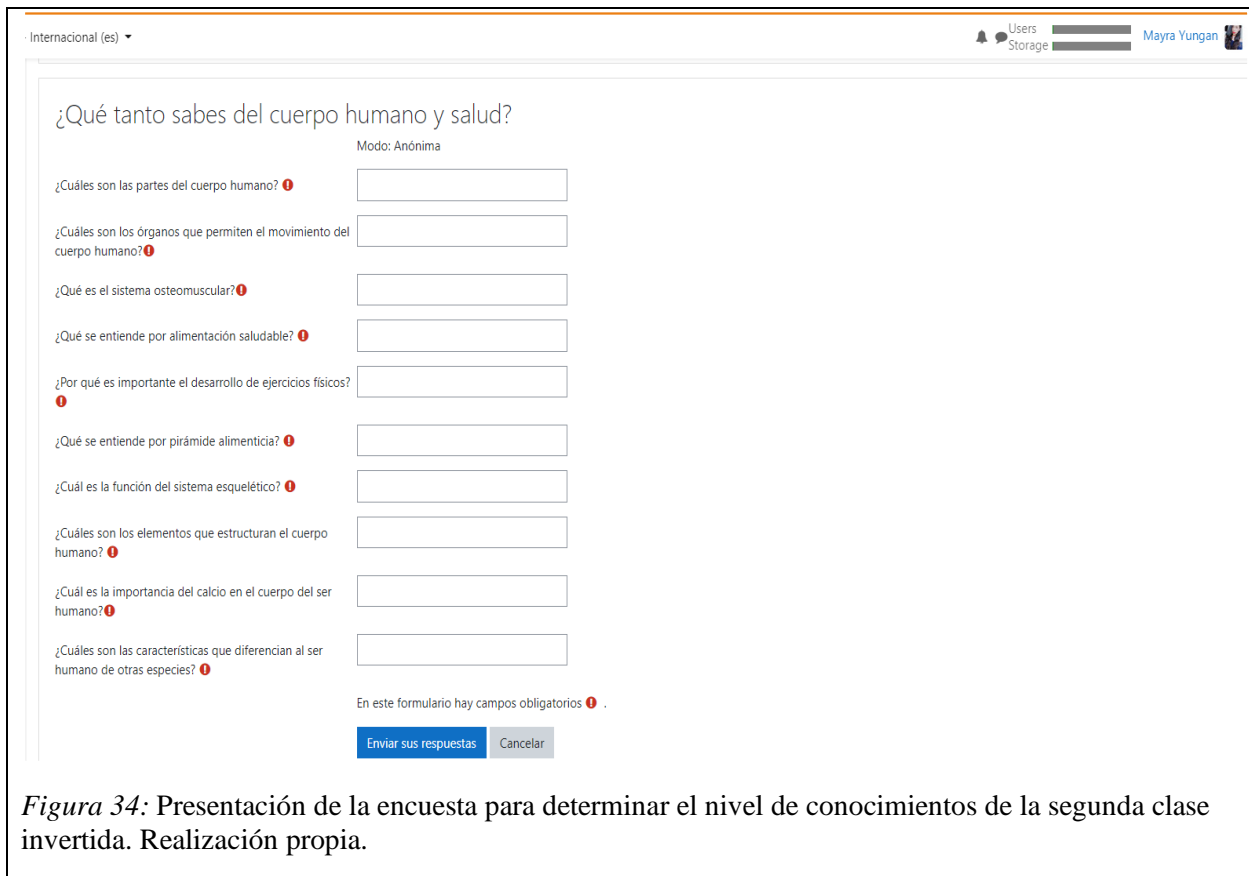 Internacional (es)
Users
Storage
Mayra Yungan
¿Qué tanto sabes del cuerpo humano y salud?
Modo: Anónima
¿Cuáles son las partes del cuerpo humano?
¿Cuáles son los órganos que permiten el movimiento del
cuerpo humano?
¿Qué es el sistema osteomuscular?
¿Qué se entiende por alimentación saludable?
¿Por qué es importante el desarrollo de ejercicios físicos?
¿Qué se entiende por pirámide alimenticia?
¿Cuál es la función del sistema esquelético?
¿Cuáles son los elementos que estructuran el cuerpo
humano?
¿Cuál es la importancia del calcio en el cuerpo del ser
humano?
¿Cuáles son las características que diferencian al ser
humano de otras especies?
En este formulario hay campos obligatorios .
Enviar sus respuestas
Cancelar
Figura 34: Presentación de la encuesta para determinar el nivel de conocimientos de la segunda clase
invertida. Realización propia.